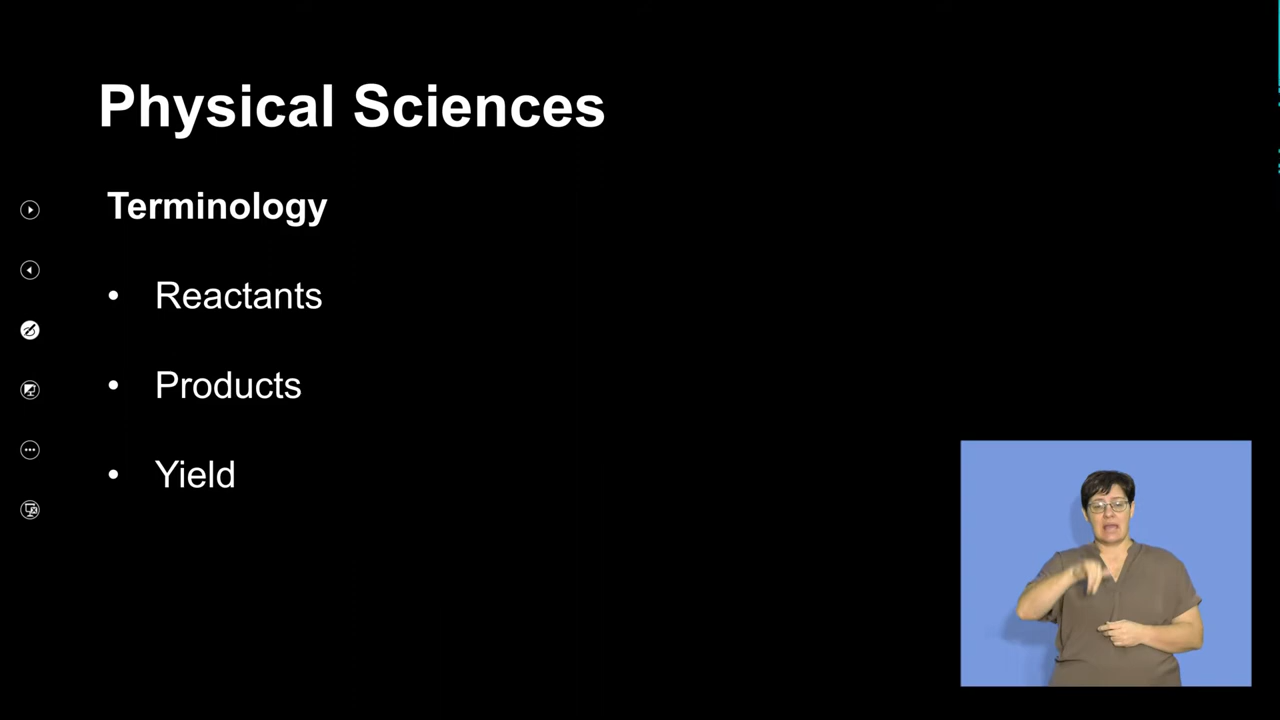 Physical Sciences
Terminology
• Reactants
• Products
• Yield